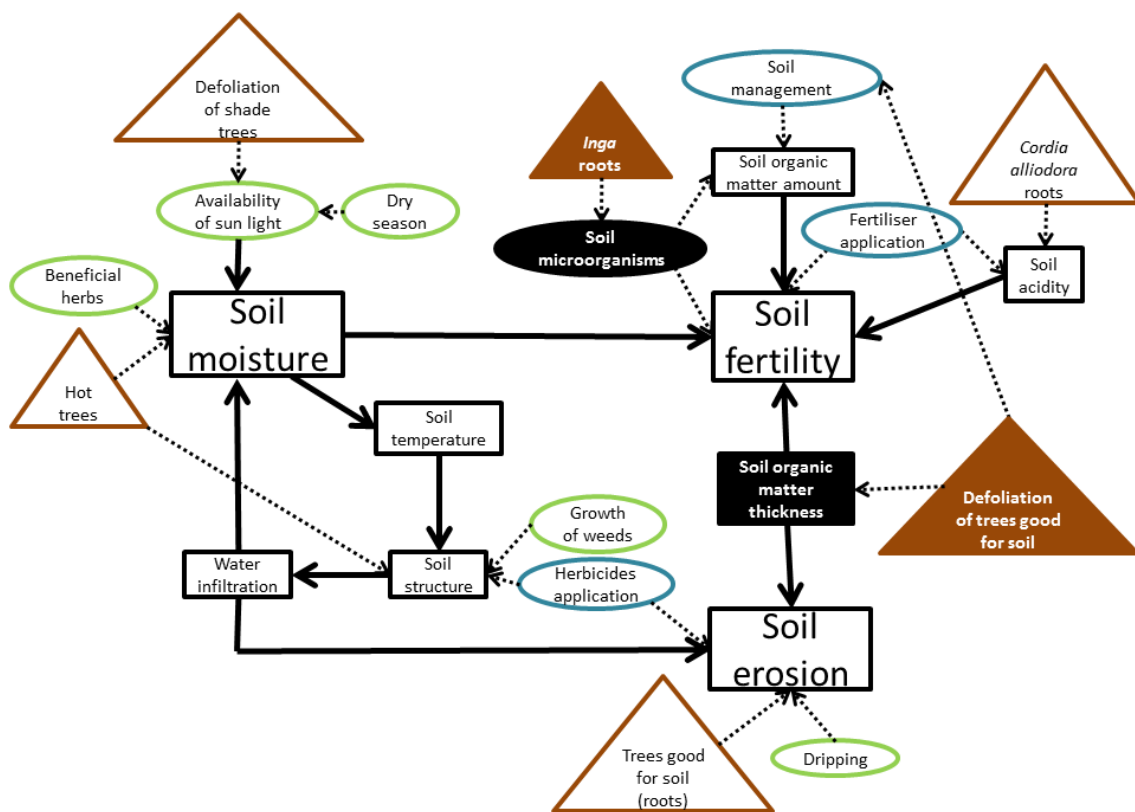 Defoliation
of shade
trees
Inga
roots
Soil
management
Cordia
alliodora
roots
Soil organic
matter amount
Availability
of sun light
Dry
season
Soil
microorganisms
Fertiliser
application
Soil
acidity
Beneficial
herbs
Soil
moisture
Soil
fertility
Hot
trees
Soil
temperature
Soil organic
matter
thickness
Defoliation
of trees good
for soil
Growth
of weeds
Water
infiltration
Soil
structure
Herbicides
application
Soil
erosion
Trees good
for soil
(roots)
Dripping